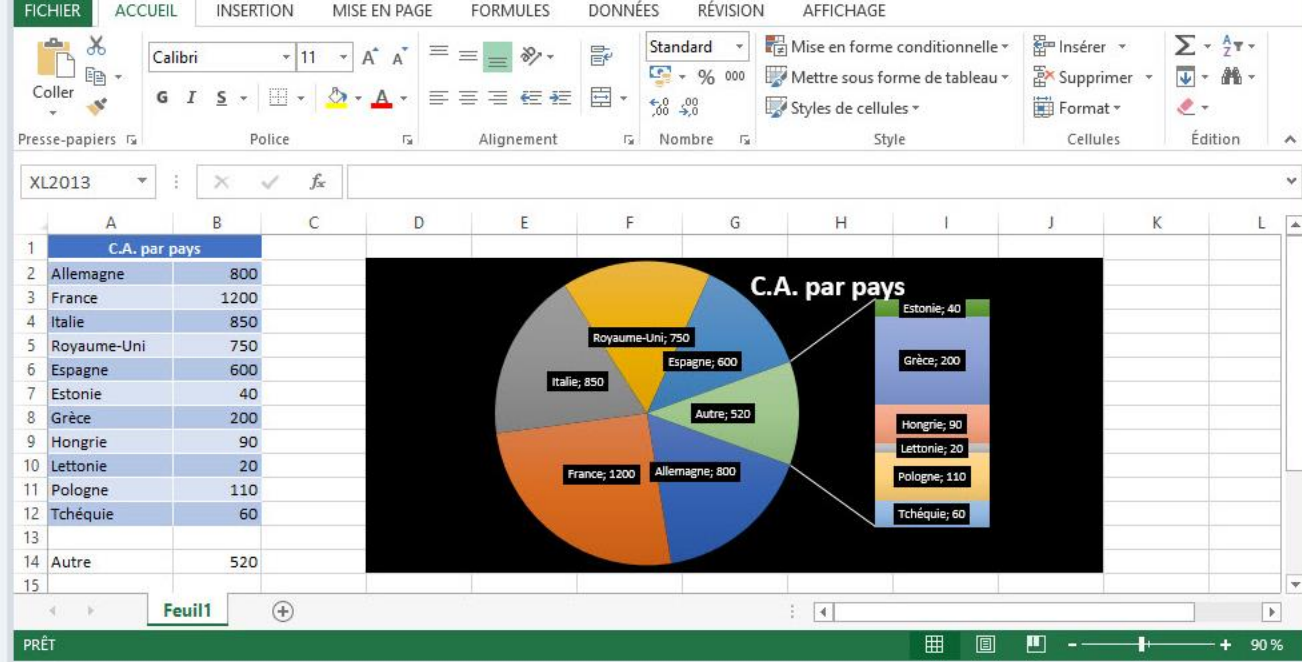 FICHIER ACCUEIL INSERTION MISE EN PAGE FORMULES DONNÉES RÉVISION AFFICHAGE
Coller
Calibri 11 A A
G I S A
Standard
% 000
,00 ,0
,00 ,0
Mise en forme conditionnelle
Mettre sous forme de tableau
Styles de cellules
Insérer
Supprimer
Format
Σ A Z
Presse-papiers Police Alignement Nombre Style Cellules Édition
XL2013 fx
A B C D E F G H I J K L
1 C.A. par pays
2 Allemagne 800
3 France 1200
4 Italie 850
5 Royaume-Uni 750
6 Espagne 600
7 Estonie 40
8 Grèce 200
9 Hongrie 90
10 Lettonie 20
11 Pologne 110
12 Tchéquie 60
13
14 Autre 520
15
C.A. par pays
Royaume-Uni; 750
Espagne; 600
Italie; 850
Autre; 520
France; 1200
Allemagne; 800
Estonie; 40
Grèce; 200
Hongrie; 90
Lettonie; 20
Pologne; 110
Tchéquie; 60
Feuil1
PRÊT - + 90 %